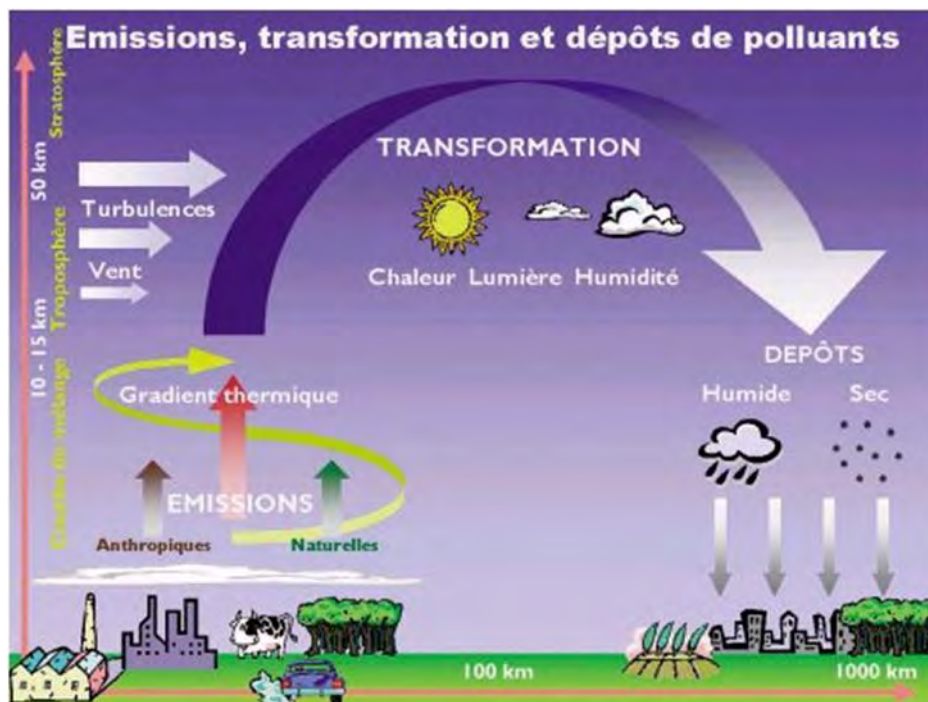 Emissions, transformation et dépôts de polluants
Stratosphère
50 km
Troposphère
10 - 15 km
Couche de mélange
TRANSFORMATION
Turbulences
Vent
Chaleur Lumière Humidité
DEPÔTS
Humide Sec
Gradient thermique
EMISSIONS
Anthropiques Naturelles
100 km 1000 km